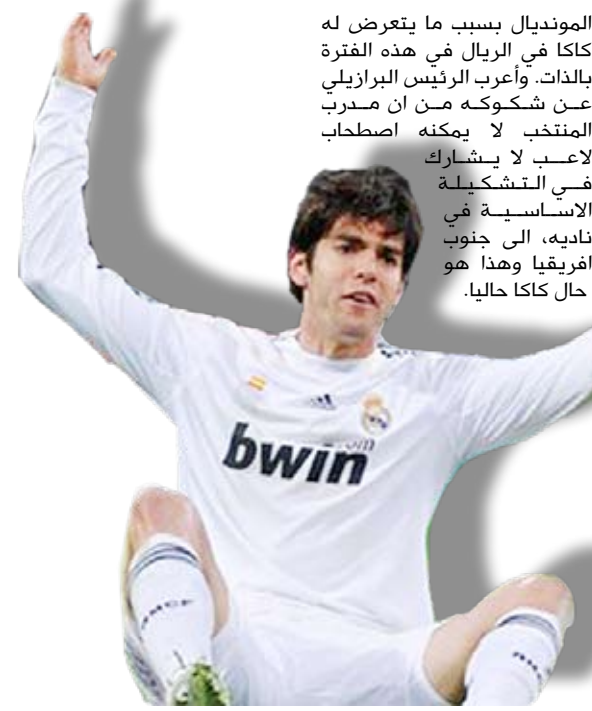 المونديال بسبب ما يتعرض له
كاكا في الريال في هذه الفترة
بالذات. وأعرب الرئيس البرازيلي
عن شكوكه من ان مدرب
المنتخب لا يمكنه اصطحاب
لاعب لا يشارك
في التشكيلة
الاساسية في
ناديه، الى جنوب
افريقيا وهذا هو
حال كاكا حاليا.
bwin
.com
RMCF